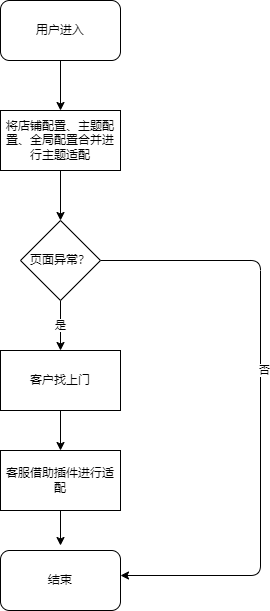 用户进入
将店铺配置、主题配
置、全局配置合并进
行主题适配
页面异常?
是
否
客户找上门
客服借助插件进行适
配
结束